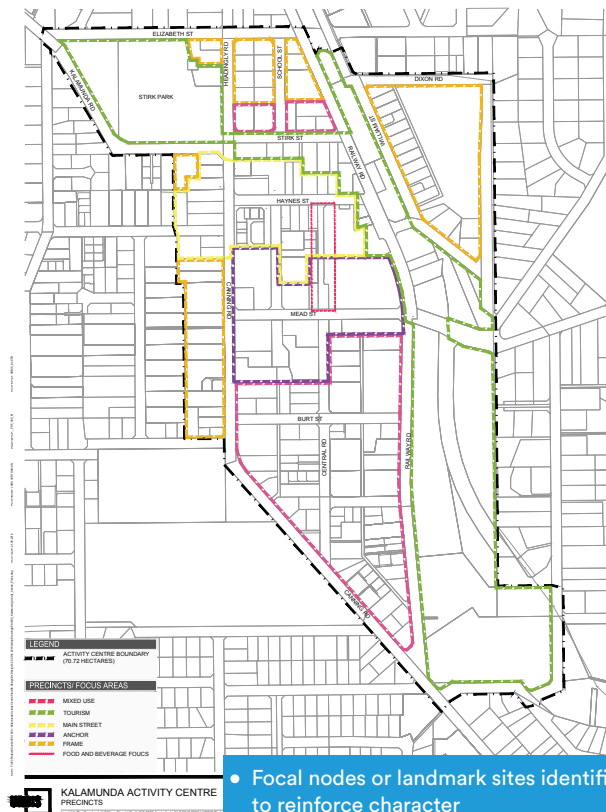 ELIZABETH ST
KALAMUNDA RD
HEADINGLY RD
SCHOOL ST
DIXON RD
STIRK PARK
WILLIAM ST
STIRK ST
RAILWAY RD
HAYNES ST
CANNING RD
MEAD ST
BURT ST
CENTRAL RD
RAILWAY RD
CANNING RD
LEGEND
ACTIVITY CENTRE BOUNDARY
(70.72 HECTARES)
PRECINCTS/ FOCUS AREAS
MIXED USE
TOURISM
MAIN STREET
ANCHOR
FRAME
FOOD AND BEVERAGE FOUCS
KALAMUNDA ACTIVITY CENTRE
PRECINCTS
• Focal nodes or landmark sites identifi
to reinforce character